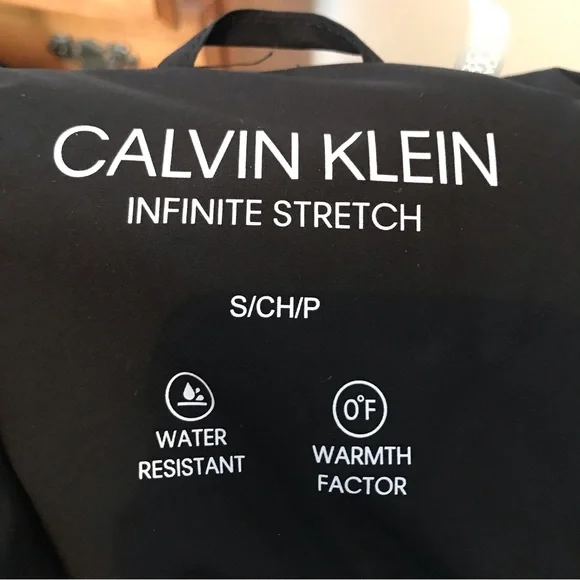 CALVIN KLEIN
INFINITE STRETCH
S/CH/P
0°F
WATER
RESISTANT
WARMTH
FACTOR